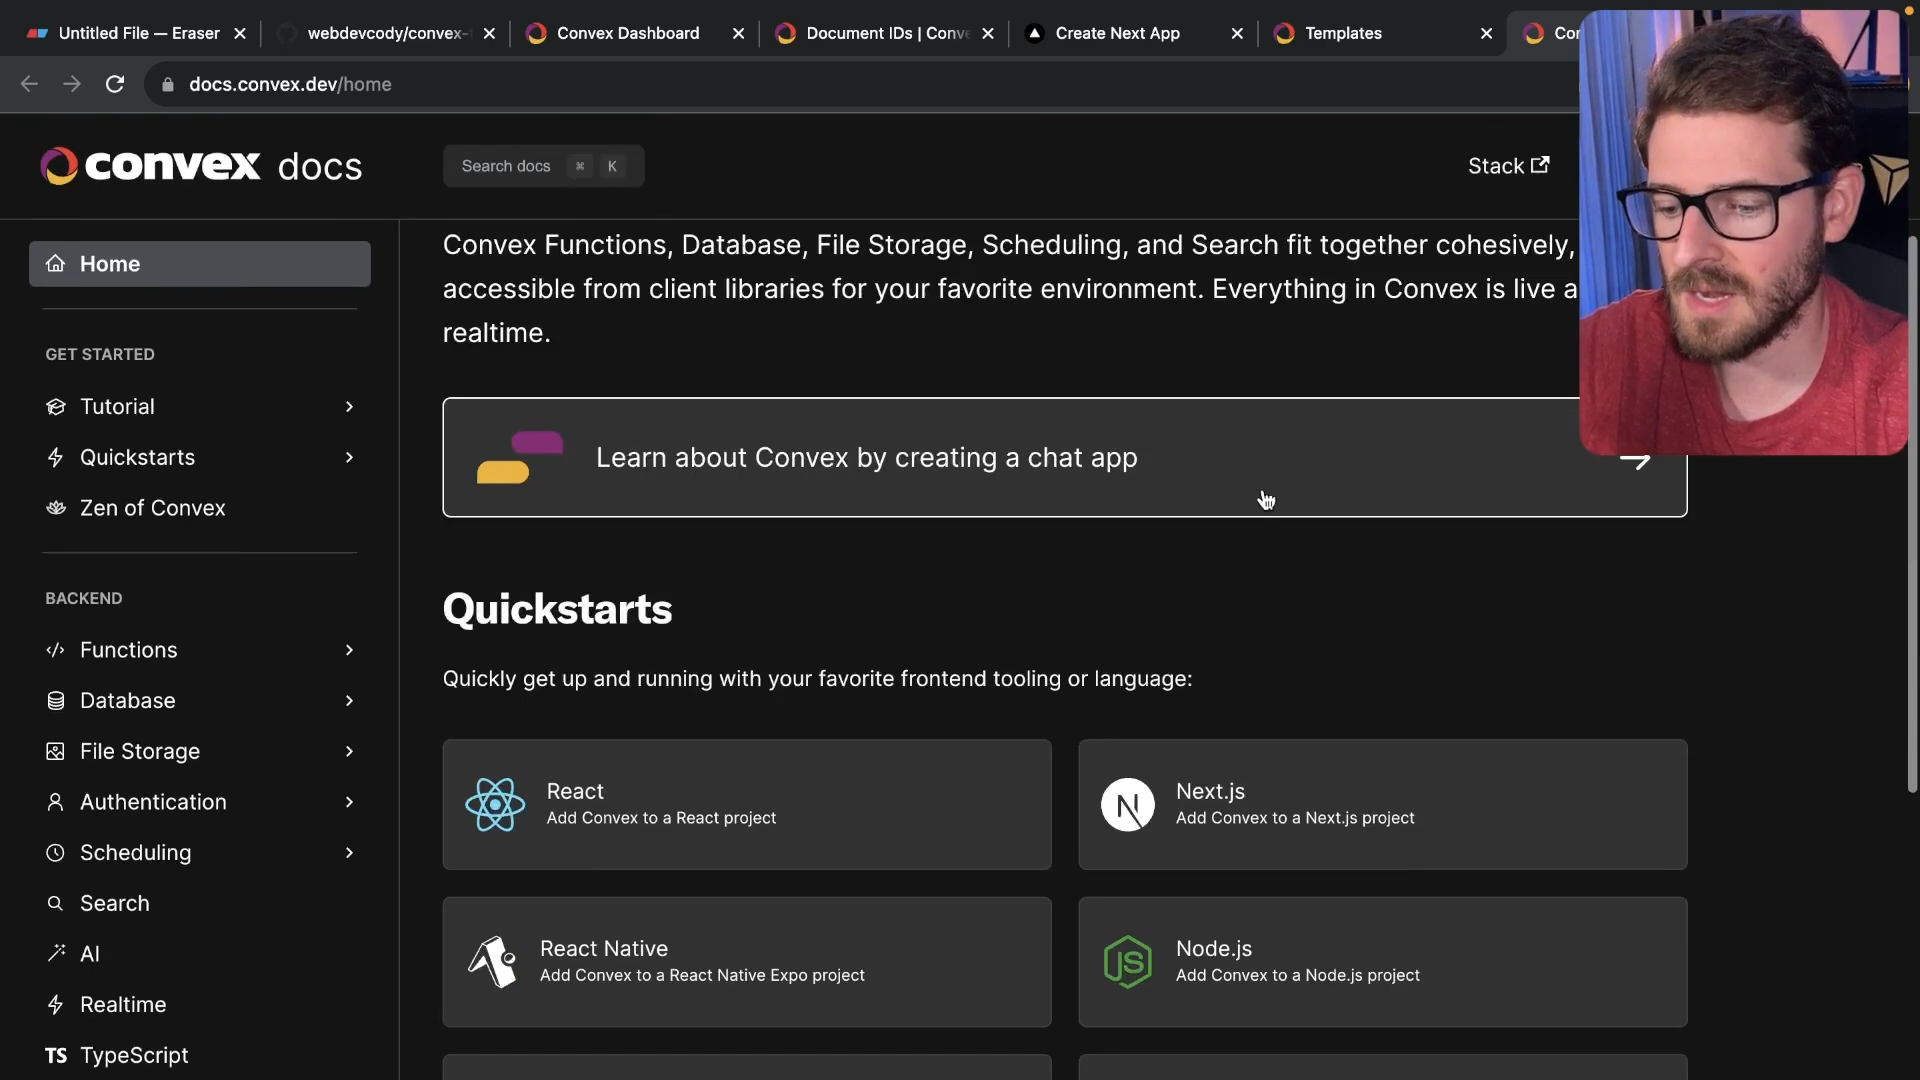 Untitled File — Eraser
webdevcody/convex-
Convex Dashboard
Document IDs | Conve
Create Next App
Templates
Con
docs.convex.dev/home
convex docs
Search docs ⌘ K
Stack
Home
GET STARTED
Tutorial
Quickstarts
Zen of Convex
BACKEND
Functions
Database
File Storage
Authentication
Scheduling
Search
AI
Realtime
TS TypeScript
Convex Functions, Database, File Storage, Scheduling, and Search fit together cohesively,
accessible from client libraries for your favorite environment. Everything in Convex is live a
realtime.
Learn about Convex by creating a chat app
Quickstarts
Quickly get up and running with your favorite frontend tooling or language:
React
Add Convex to a React project
N
Next.js
Add Convex to a Next.js project
React Native
Add Convex to a React Native Expo project
JS
Node.js
Add Convex to a Node.js project